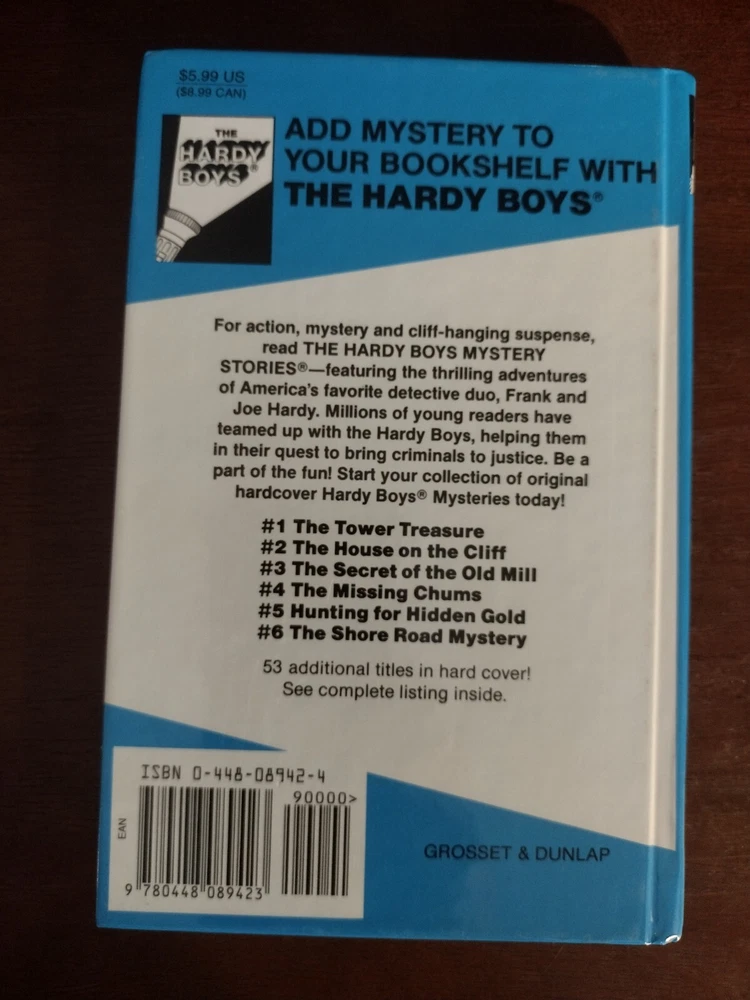 $5.99 US
($8.99 CAN)
THE
HARDY
BOYS®
ADD MYSTERY TO
YOUR BOOKSHELF WITH
THE HARDY BOYS®
For action, mystery and cliff-hanging suspense,
read THE HARDY BOYS MYSTERY
STORIES®—featuring the thrilling adventures
of America's favorite detective duo, Frank and
Joe Hardy. Millions of young readers have
teamed up with the Hardy Boys, helping them
in their quest to bring criminals to justice. Be a
part of the fun! Start your collection of original
hardcover Hardy Boys® Mysteries today!
#1 The Tower Treasure
#2 The House on the Cliff
#3 The Secret of the Old Mill
#4 The Missing Chums
#5 Hunting for Hidden Gold
#6 The Shore Road Mystery
53 additional titles in hard cover!
See complete listing inside.
ISBN 0-448-08942-4
90000>
EAN
9 780448 089423
GROSSET & DUNLAP